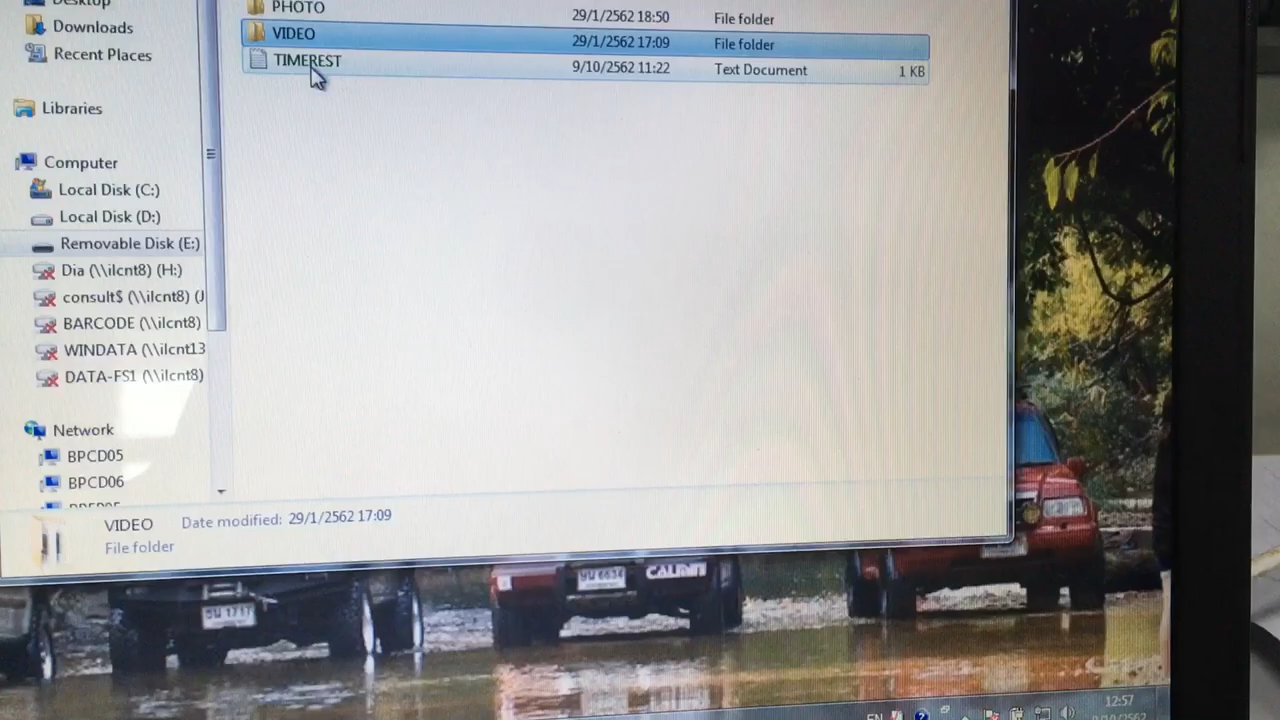 Desktop
PHOTO 29/1/2562 18:50 File folder
Downloads
VIDEO 29/1/2562 17:09 File folder
Recent Places
TIMEREST 9/10/2562 11:22 Text Document 1 KB
Libraries
Computer
Local Disk (C:)
Local Disk (D:)
Removable Disk (E:)
Dia (\\ilcnt8) (H:)
consult$ (\\ilcnt8) (J
BARCODE (\\ilcnt8)
WINDATA (\\ilcnt13
DATA-FS1 (\\ilcnt8)
Network
BPCD05
BPCD06
VIDEO Date modified: 29/1/2562 17:09
File folder
EN
12:57